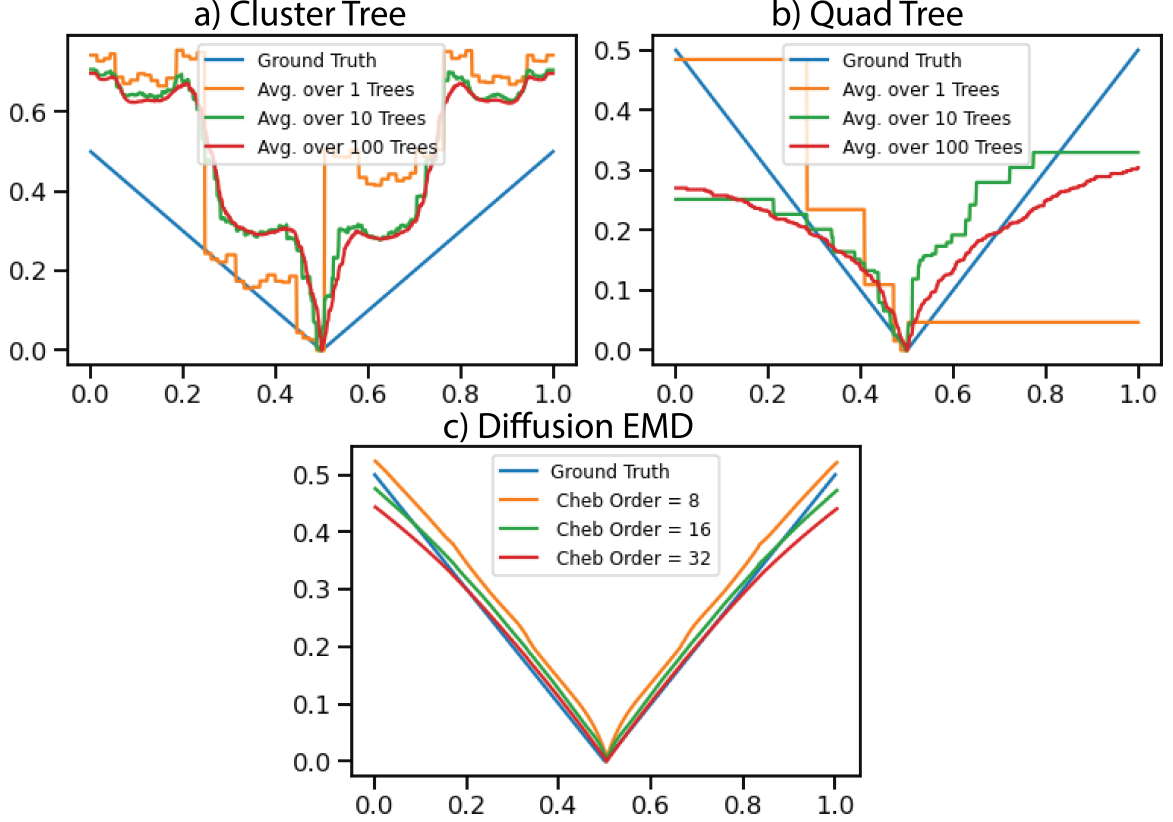 a) Cluster Tree
Ground Truth
Avg. over 1 Trees
Avg. over 10 Trees
Avg. over 100 Trees
0.6
0.4
0.2
0.0
0.0 0.2 0.4 0.6 0.8 1.0
b) Quad Tree
Ground Truth
Avg. over 1 Trees
Avg. over 10 Trees
Avg. over 100 Trees
0.5
0.4
0.3
0.2
0.1
0.0
0.0 0.2 0.4 0.6 0.8 1.0
c) Diffusion EMD
Ground Truth
Cheb Order = 8
Cheb Order = 16
Cheb Order = 32
0.5
0.4
0.3
0.2
0.1
0.0
0.0 0.2 0.4 0.6 0.8 1.0